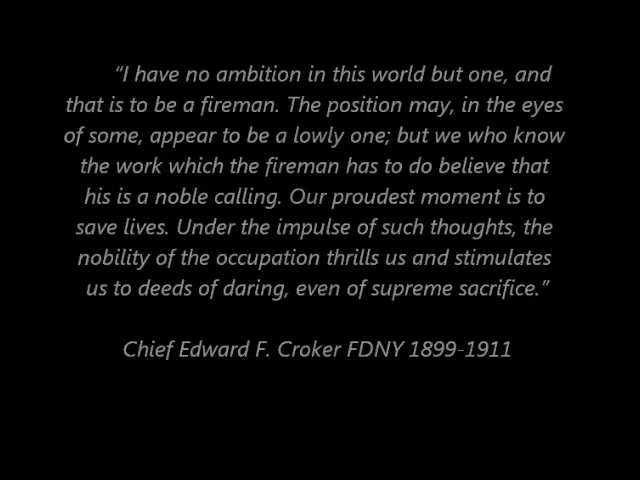 “I have no ambition in this world but one, and
that is to be a fireman. The position may, in the eyes
of some, appear to be a lowly one; but we who know
the work which the fireman has to do believe that
his is a noble calling. Our proudest moment is to
save lives. Under the impulse of such thoughts, the
nobility of the occupation thrills us and stimulates
us to deeds of daring, even of supreme sacrifice.”
Chief Edward F. Croker FDNY 1899-1911